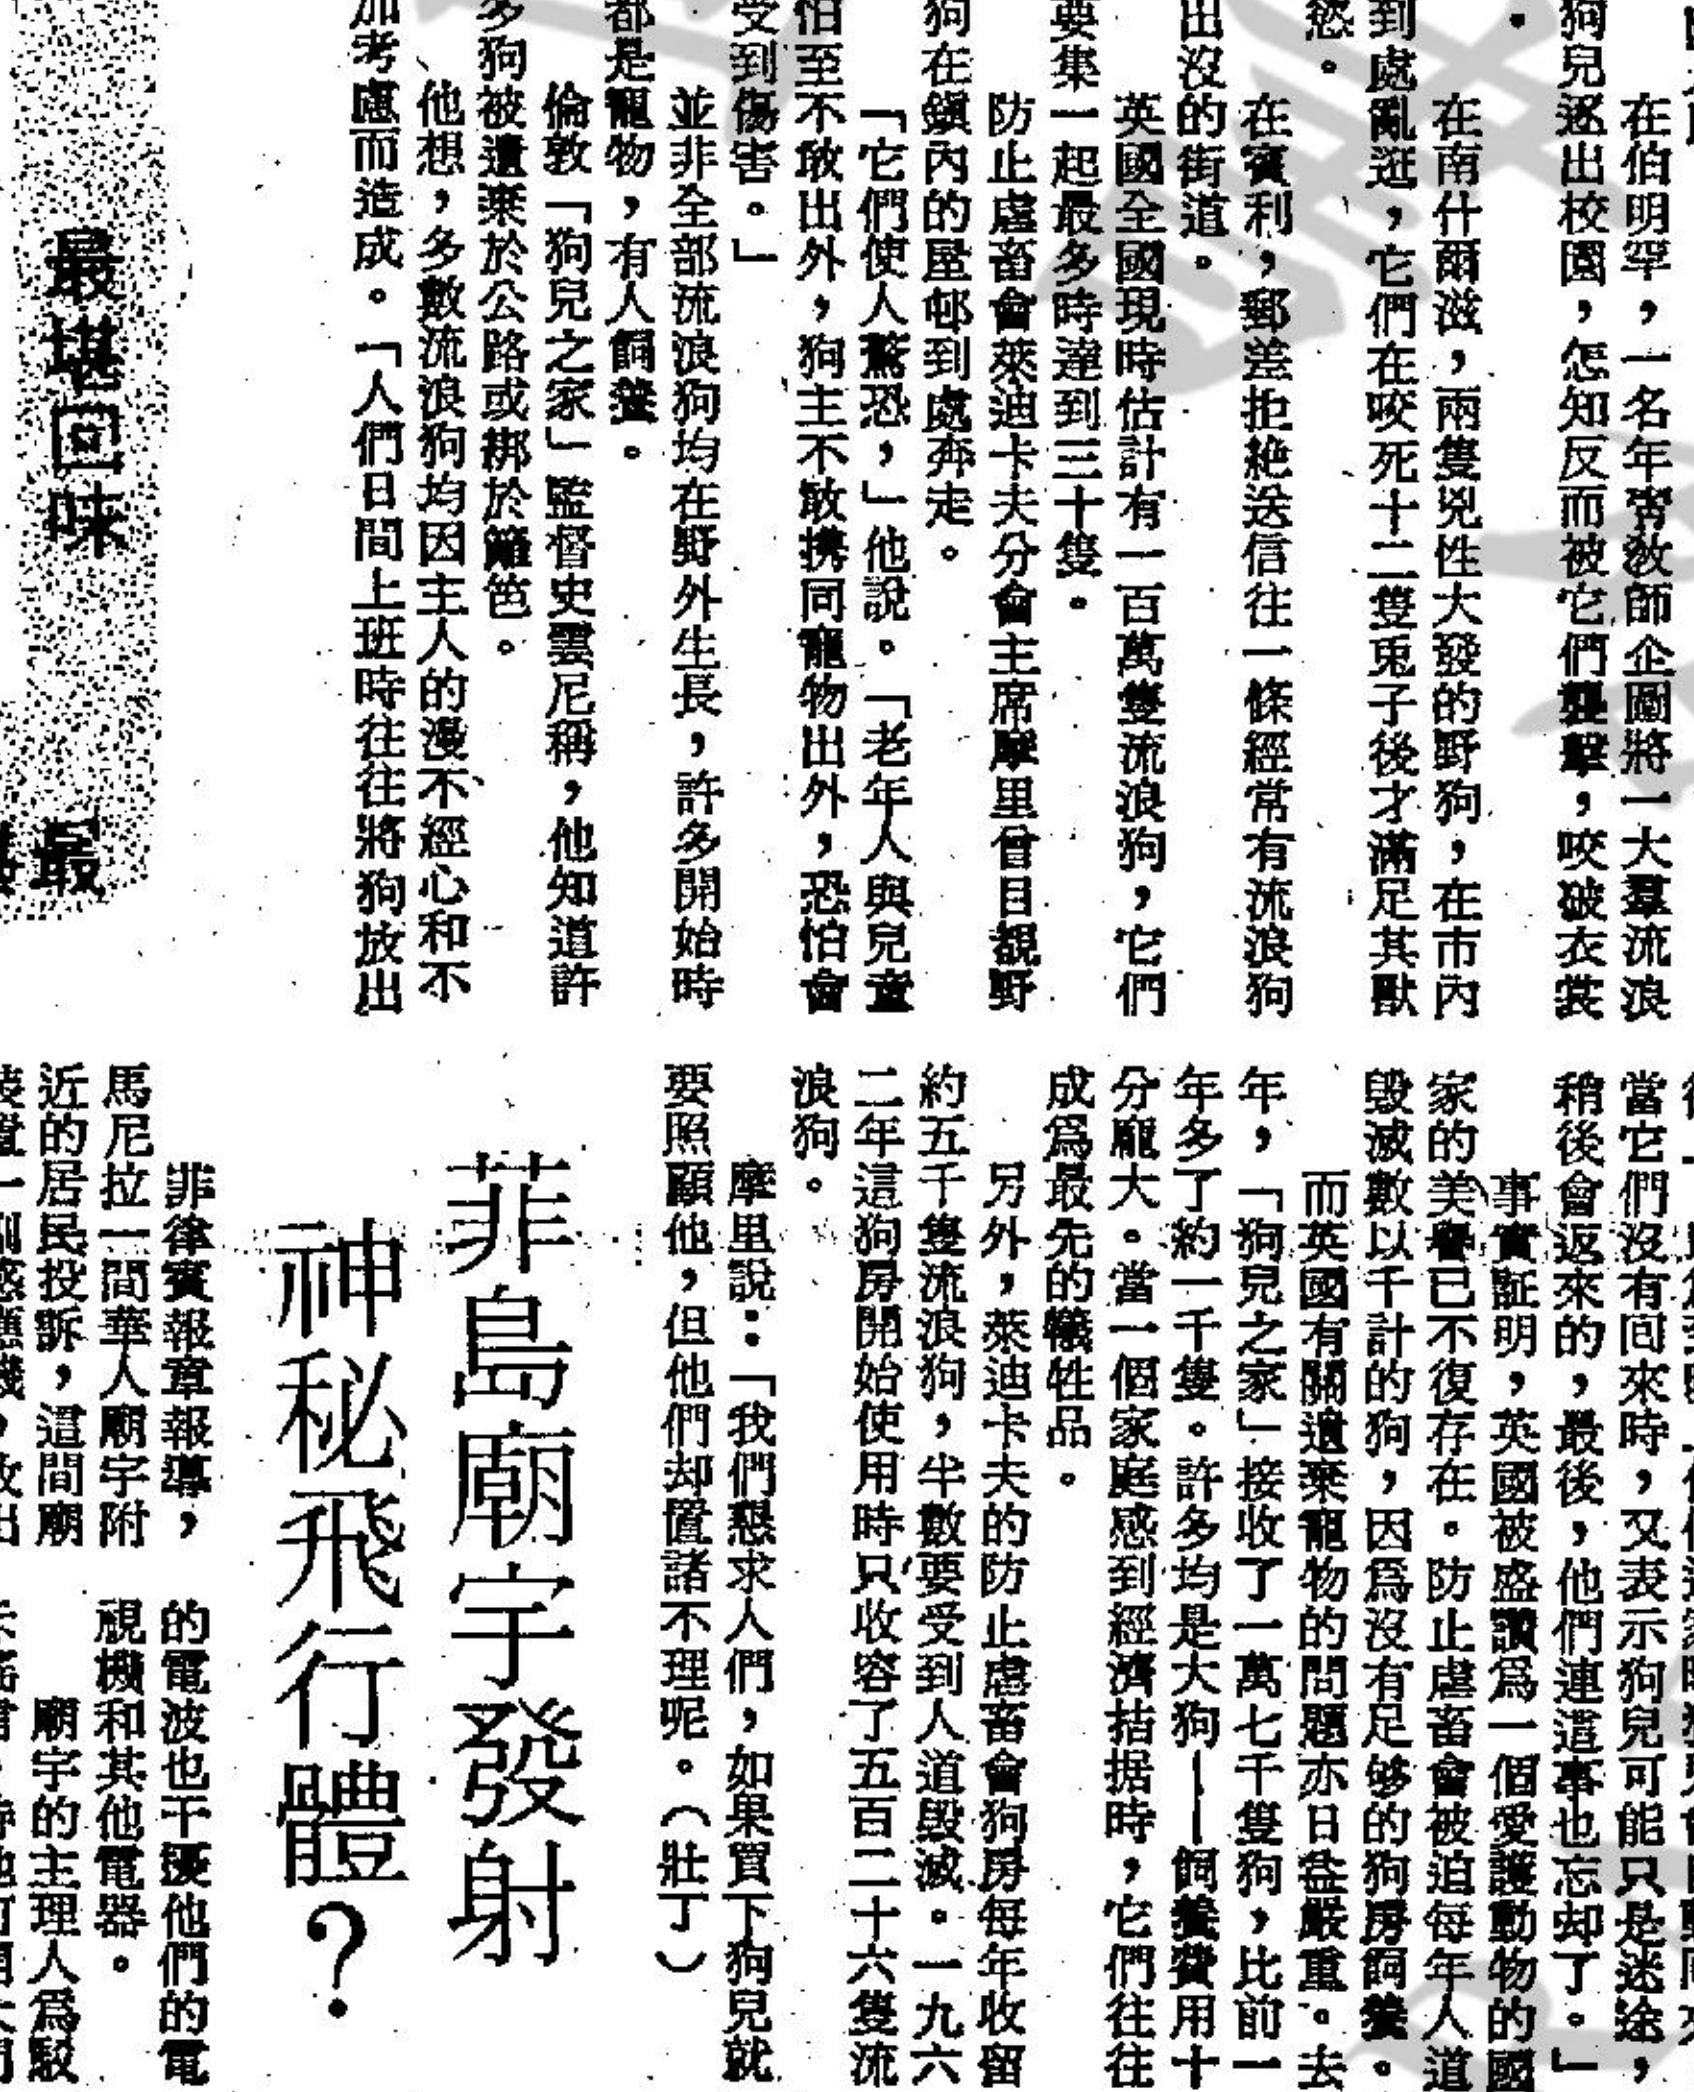 在伯明罕，一名年青教師企圖將一大羣流浪
狗兒逐出校園，怎知反而被它們襲擊，咬破衣裳
。
在南什爾滋，兩隻兇性大發的野狗，在市內
到處亂逛，它們在咬死十二隻兎子後才滿足其獸
慾。
在賓利，郵差拒絶送信往一條經常有流浪狗
出沒的街道。
英國全國現時估計有一百萬隻流浪狗，它們
要集一起最多時達到三十隻。
防止虐畜會萊迪卡夫分會主席摩里曾目覩野
狗在鎭內的屋邨到處奔走。
「它們使人驚恐，」他說。「老年人與兒童
怕至不敢出外，狗主不敢携同寵物出外，恐怕會
受到傷害。」
並非全部流浪狗均在野外生長，許多開始時
都是寵物，有人飼養。
倫敦「狗兒之家」監督史雲尼稱，他知道許
多狗被遺棄於公路或綁於籬笆。
他想，多數流浪狗均因主人的漫不經心和不
加考慮而造成。「人們日間上班時往往將狗放出
最堪回味
最
當它們沒有囘來時，又表示狗兒可能只是迷途，
稍後會返來的，最後，他們連這事也忘却了。」
事實証明，英國被盛讚爲一個愛護動物的國
家的美譽已不復存在。防止虐畜會被迫每年人道
毀滅數以千計的狗，因爲沒有足够的狗房飼養。
而英國有關遺棄寵物的問題亦日益嚴重。去
年，「狗兒之家」接收了一萬七千隻狗，比前一
年多了約一千隻。許多均是大狗——飼養費用十
分龐大。當一個家庭感到經濟拮据時，它們往往
成爲最先的犧牲品。
另外，萊迪卡夫的防止虐畜會狗房每年收留
約五千隻流浪狗，半數要受到人道毀滅。一九六
二年這狗房開始使用時只收容了五百二十六隻流
浪狗。
摩里說：「我們懇求人們，如果買下狗兒就
要照顧他，但他們却置諸不理呢。（壯丁）
菲島廟宇發射
神秘飛行體？
菲律賓報章報導，
馬尼拉一間華人廟宇附
近的居民投訴，這間廟
的電波也干擾他們的電
視機和其他電器。
廟宇的主理人爲駁